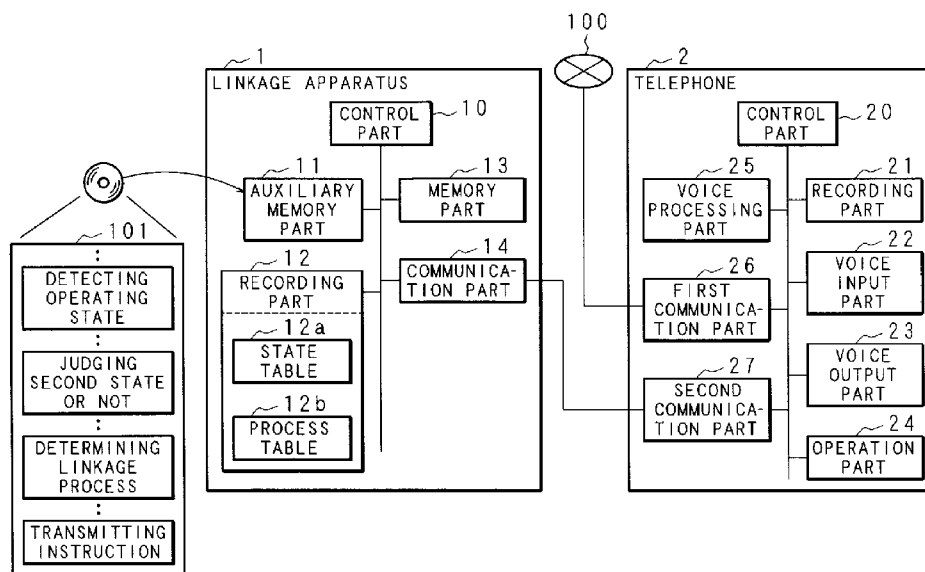 100
1
LINKAGE APPARATUS
10
CONTROL
PART
11
AUXILIARY
MEMORY
PART
13
MEMORY
PART
12
RECORDING
PART
12a
STATE
TABLE
12b
PROCESS
TABLE
14
COMMUNICA-
TION PART
101
:
DETECTING
OPERATING
STATE
:
JUDGING
SECOND STATE
OR NOT
:
DETERMINING
LINKAGE
PROCESS
:
TRANSMITTING
INSTRUCTION
2
TELEPHONE
20
CONTROL
PART
25
VOICE
PROCESSING
PART
21
RECORDING
PART
26
FIRST
COMMUNICA-
TION PART
22
VOICE
INPUT
PART
27
SECOND
COMMUNICA-
TION PART
23
VOICE
OUTPUT
PART
24
OPERATION
PART